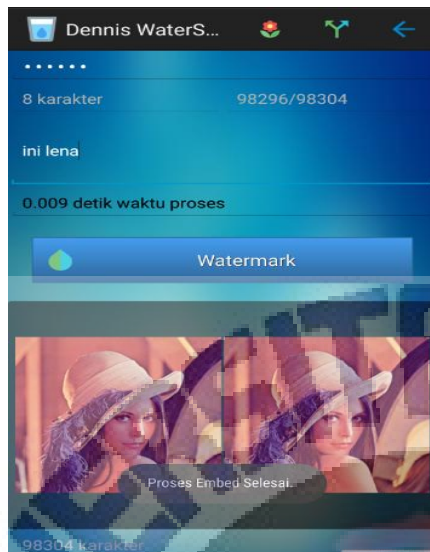 Dennis WaterS...
••••••
8 karakter 98296/98304
ini lena
0.009 detik waktu proses
Watermark
Proses Embed Selesai.
98304 karakter